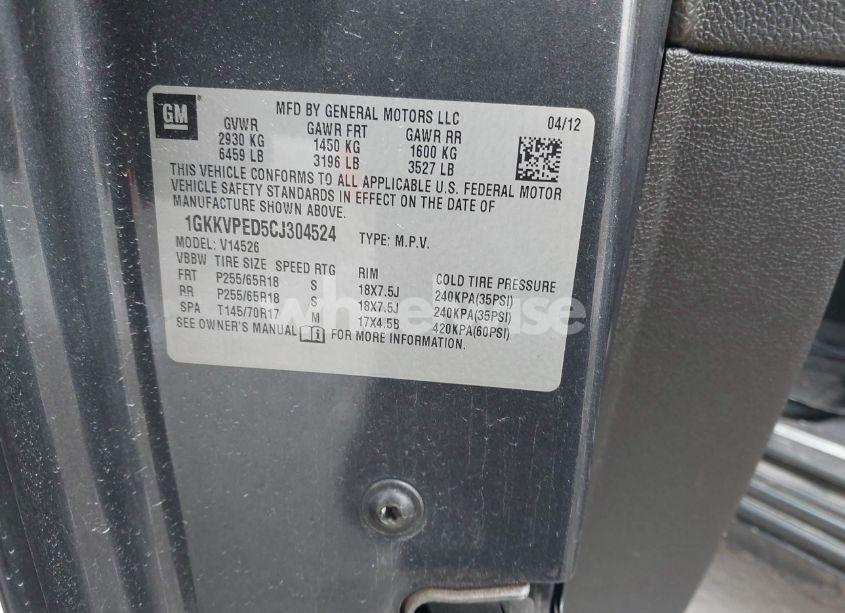 GM
MFD BY GENERAL MOTORS LLC 04/12
GVWR GAWR FRT GAWR RR
2930 KG 1450 KG 1600 KG
6459 LB 3196 LB 3527 LB
THIS VEHICLE CONFORMS TO ALL APPLICABLE U.S. FEDERAL MOTOR
VEHICLE SAFETY STANDARDS IN EFFECT ON THE DATE OF
MANUFACTURE SHOWN ABOVE.
1GKKVPED5CJ304524 TYPE: M.P.V.
MODEL: V14526
VBBW TIRE SIZE SPEED RTG RIM COLD TIRE PRESSURE
FRT P255/65R18 S 18X7.5J 240KPA(35PSI)
RR P255/65R18 S 18X7.5J 240KPA(35PSI)
SPA T145/70R17 M 17X4.5B 420KPA(60PSI)
SEE OWNER'S MANUAL FOR MORE INFORMATION.